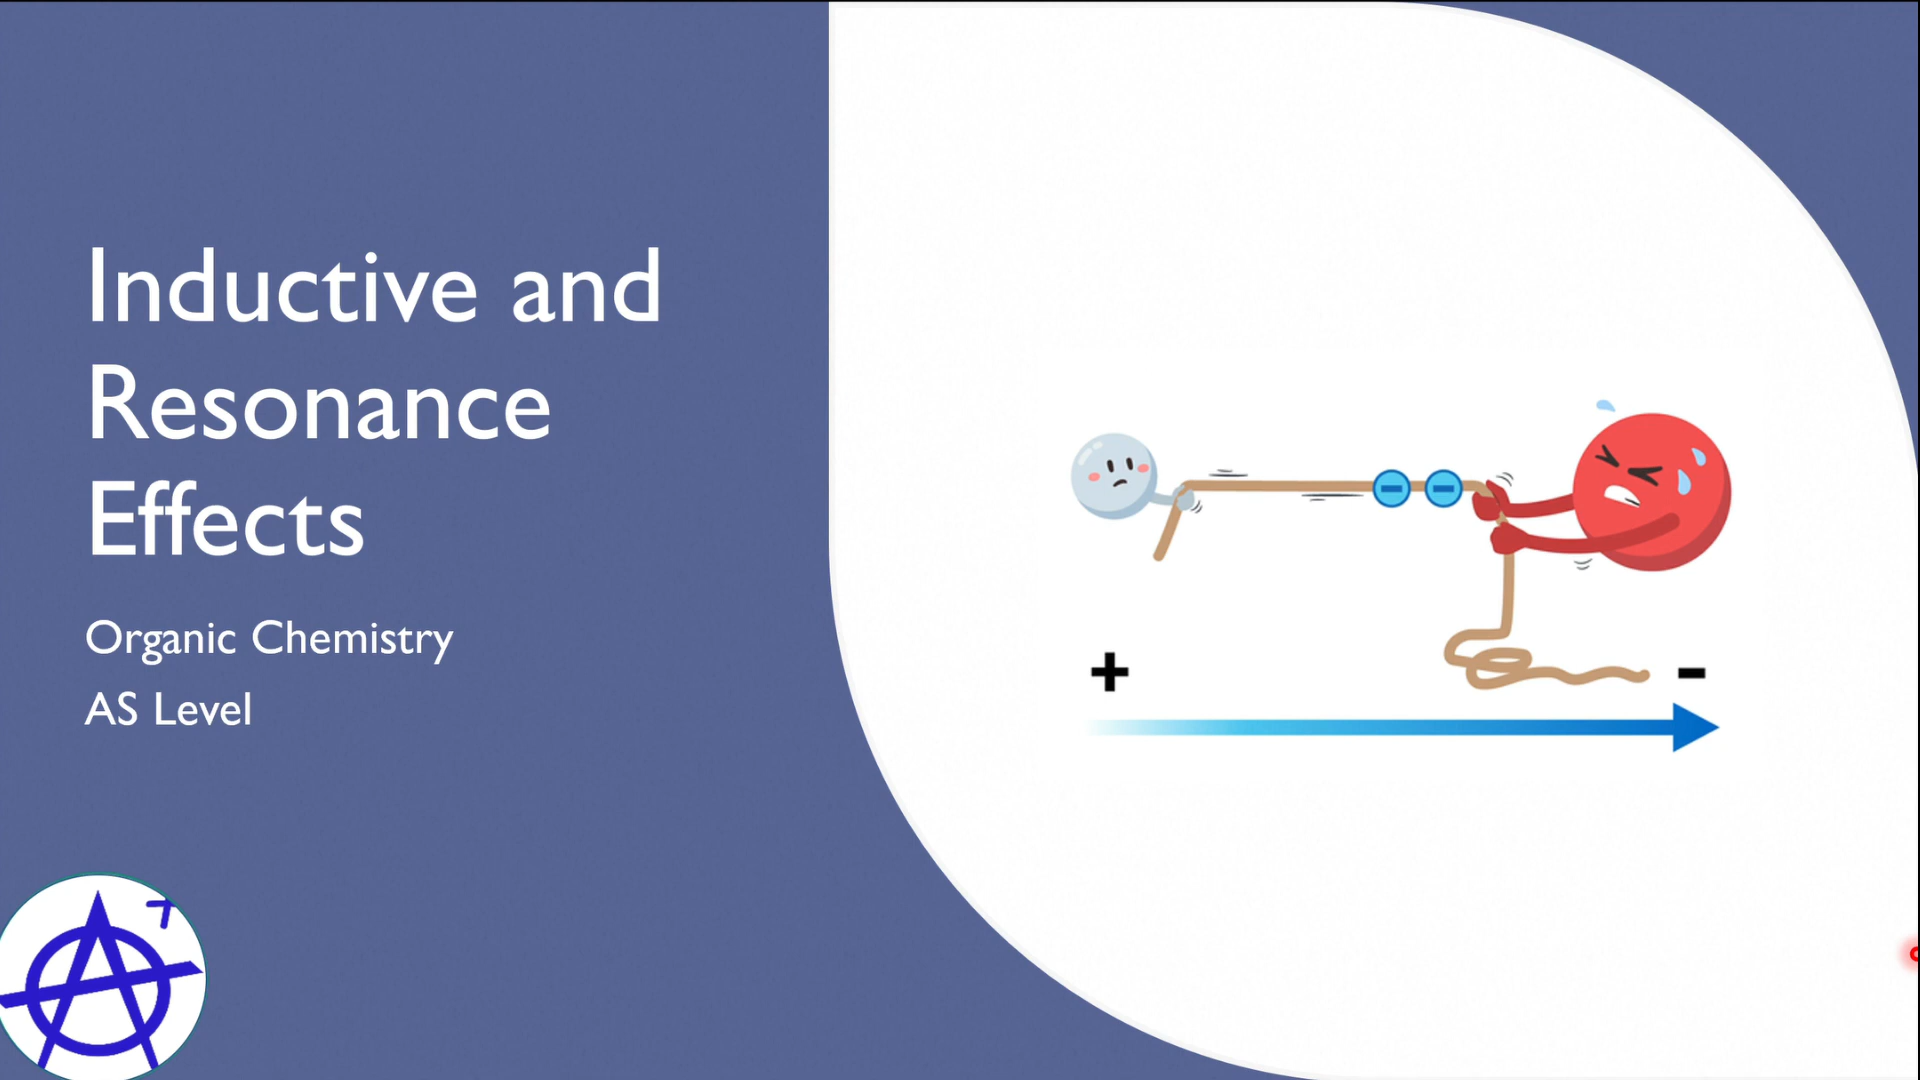 Inductive and
Resonance
Effects
Organic Chemistry
AS Level
+ -